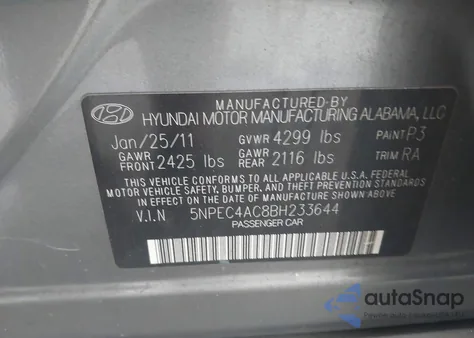 MANUFACTURED BY
HYUNDAI MOTOR MANUFACTURING ALABAMA, LLC
Jan/25/11 GVWR 4299 lbs PAINT P3
GAWR FRONT 2425 lbs GAWR REAR 2116 lbs TRIM RA
THIS VEHICLE CONFORMS TO ALL APPLICABLE U.S.A. FEDERAL
MOTOR VEHICLE SAFETY, BUMPER, AND THEFT PREVENTION STANDARDS
IN EFFECT ON THE DATE OF MANUFACTURE SHOWN ABOVE.
V.I.N 5NPEC4AC8BH233644
PASSENGER CAR
autoSnap